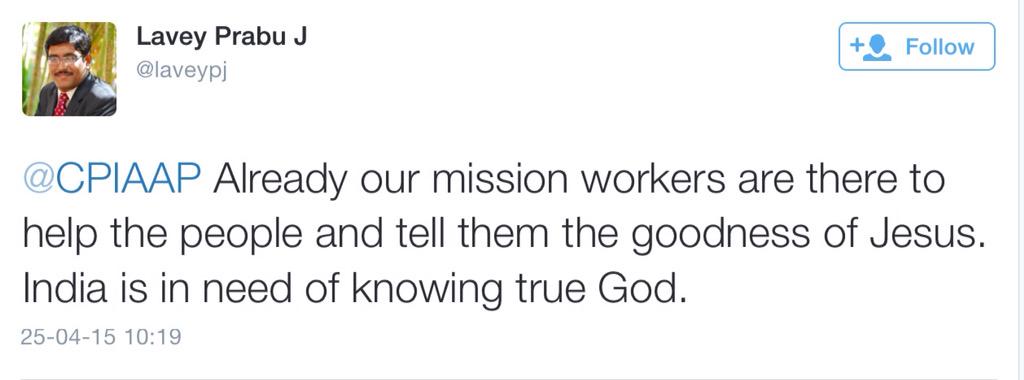 Lavey Prabu J
@laveypj
Follow
@CPIAAP Already our mission workers are there to
help the people and tell them the goodness of Jesus.
India is in need of knowing true God.
25-04-15 10:19